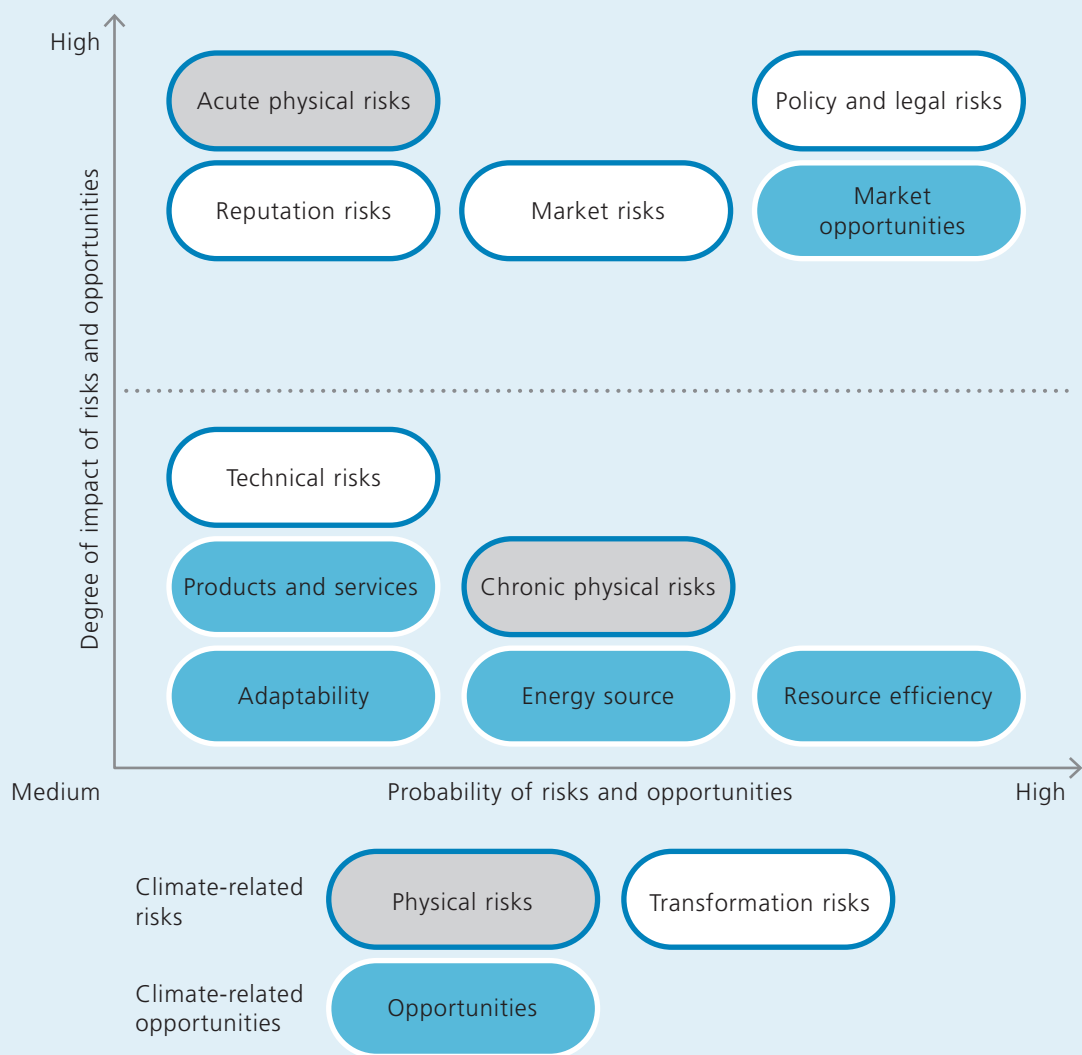 High
Degree of impact of risks and opportunities
Acute physical risks
Policy and legal risks
Reputation risks
Market risks
Market
opportunities
Technical risks
Products and services
Chronic physical risks
Adaptability
Energy source
Resource efficiency
Medium
Probability of risks and opportunities
High
Climate-related
risks
Physical risks
Transformation risks
Climate-related
opportunities
Opportunities